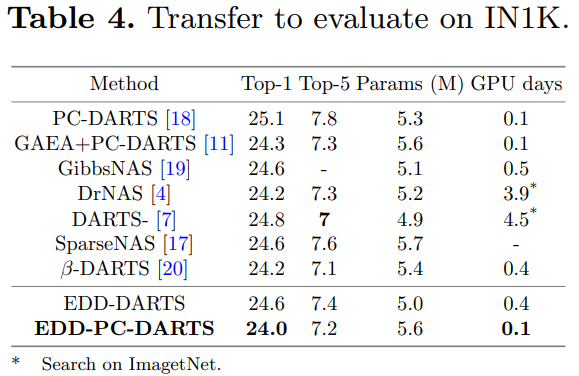 Table 4. Transfer to evaluate on IN1K.
Method Top-1 Top-5 Params (M) GPU days
PC-DARTS [18] 25.1 7.8 5.3 0.1
GAEA+PC-DARTS [11] 24.3 7.3 5.6 0.1
GibbsNAS [19] 24.6 - 5.1 0.5
DrNAS [4] 24.2 7.3 5.2 3.9*
DARTS- [7] 24.8 7 4.9 4.5*
SparseNAS [17] 24.6 7.6 5.7 -
β-DARTS [20] 24.2 7.1 5.4 0.4
EDD-DARTS 24.6 7.4 5.0 0.4
EDD-PC-DARTS 24.0 7.2 5.6 0.1
* Search on ImagetNet.